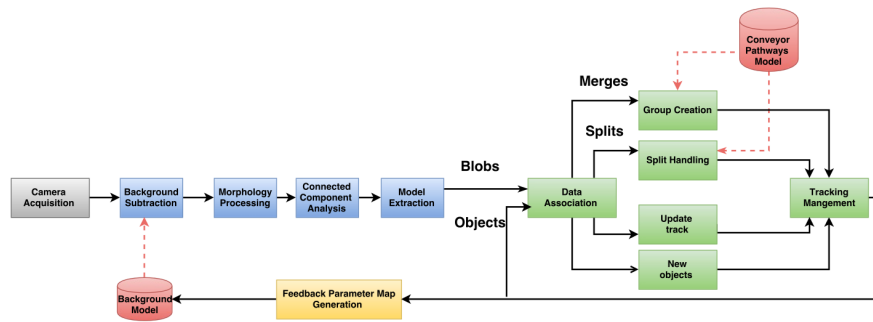 Conveyor
Pathways
Model
Merges
Group Creation
Splits
Split Handling
Blobs
Camera
Acquisition
Background
Subtraction
Morphology
Processing
Connected
Component
Analysis
Model
Extraction
Data
Association
Tracking
Mangement
Objects
Update
track
New
objects
Background
Model
Feedback Parameter Map
Generation